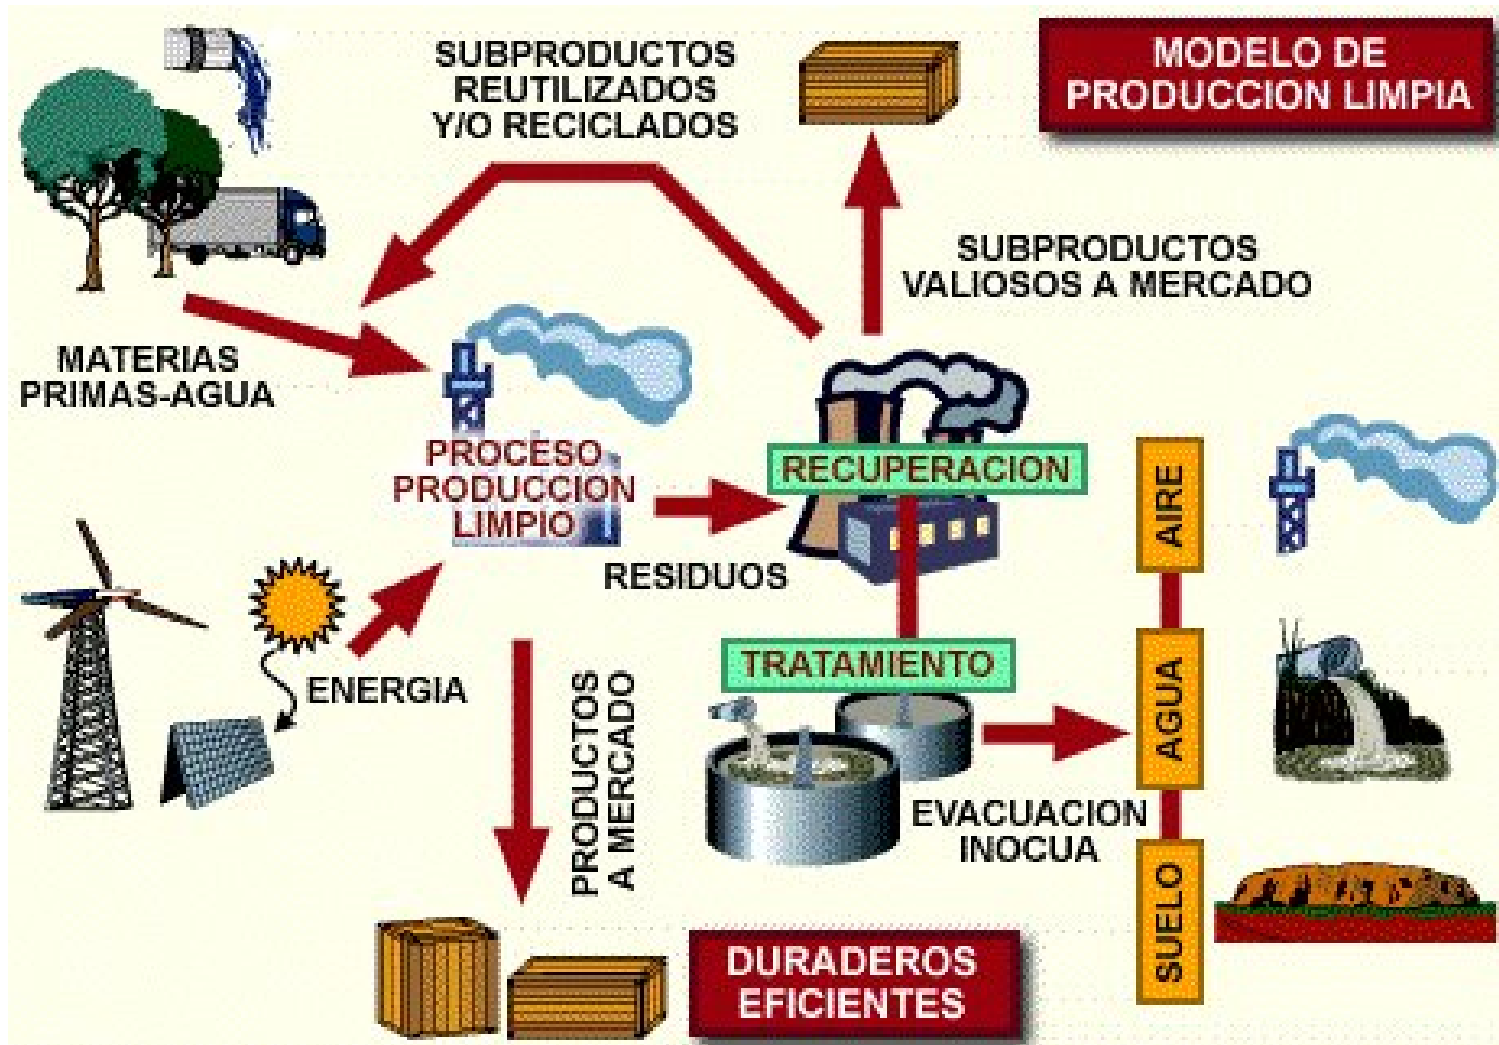 MODELO DE
PRODUCCION LIMPIA
SUBPRODUCTOS
REUTILIZADOS
Y/O RECICLADOS
SUBPRODUCTOS
VALIOSOS A MERCADO
MATERIAS
PRIMAS-AGUA
PROCESO
PRODUCCION
LIMPIO
RECUPERACION
RESIDUOS
ENERGIA
TRATAMIENTO
PRODUCTOS
A MERCADO
EVACUACION
INOCUA
AIRE
AGUA
SUELO
DURADEROS
EFICIENTES